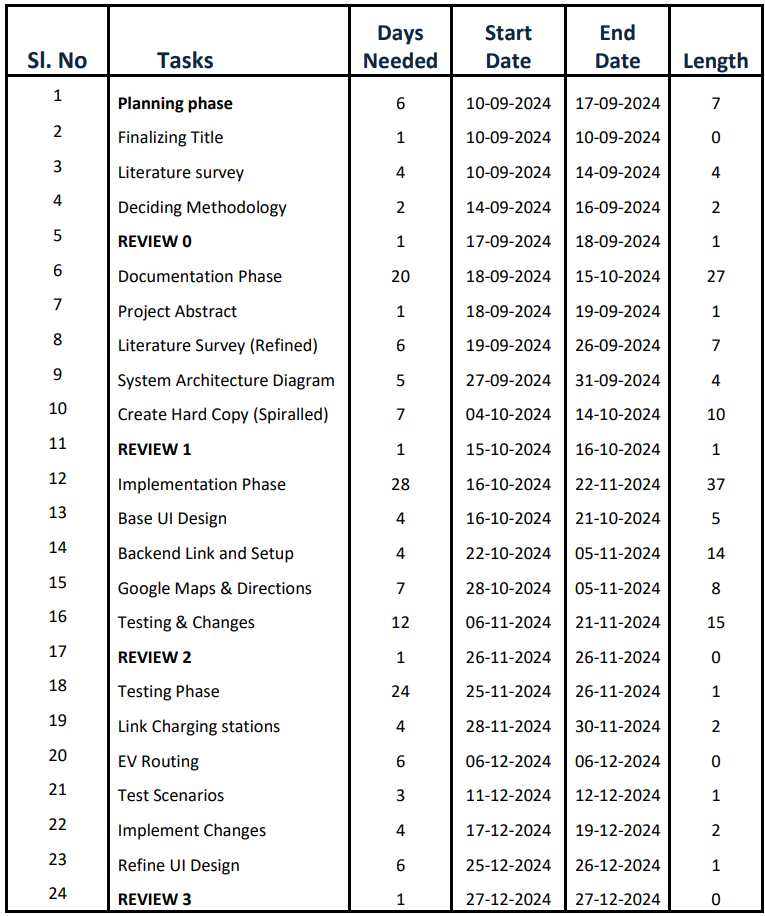 Sl. No Tasks Days Needed Start Date End Date Length
1 Planning phase 6 10-09-2024 17-09-2024 7
2 Finalizing Title 1 10-09-2024 10-09-2024 0
3 Literature survey 4 10-09-2024 14-09-2024 4
4 Deciding Methodology 2 14-09-2024 16-09-2024 2
5 REVIEW 0 1 17-09-2024 18-09-2024 1
6 Documentation Phase 20 18-09-2024 15-10-2024 27
7 Project Abstract 1 18-09-2024 19-09-2024 1
8 Literature Survey (Refined) 6 19-09-2024 26-09-2024 7
9 System Architecture Diagram 5 27-09-2024 31-09-2024 4
10 Create Hard Copy (Spiralled) 7 04-10-2024 14-10-2024 10
11 REVIEW 1 1 15-10-2024 16-10-2024 1
12 Implementation Phase 28 16-10-2024 22-11-2024 37
13 Base UI Design 4 16-10-2024 21-10-2024 5
14 Backend Link and Setup 4 22-10-2024 05-11-2024 14
15 Google Maps & Directions 7 28-10-2024 05-11-2024 8
16 Testing & Changes 12 06-11-2024 21-11-2024 15
17 REVIEW 2 1 26-11-2024 26-11-2024 0
18 Testing Phase 24 25-11-2024 26-11-2024 1
19 Link Charging stations 4 28-11-2024 30-11-2024 2
20 EV Routing 6 06-12-2024 06-12-2024 0
21 Test Scenarios 3 11-12-2024 12-12-2024 1
22 Implement Changes 4 17-12-2024 19-12-2024 2
23 Refine UI Design 6 25-12-2024 26-12-2024 1
24 REVIEW 3 1 27-12-2024 27-12-2024 0